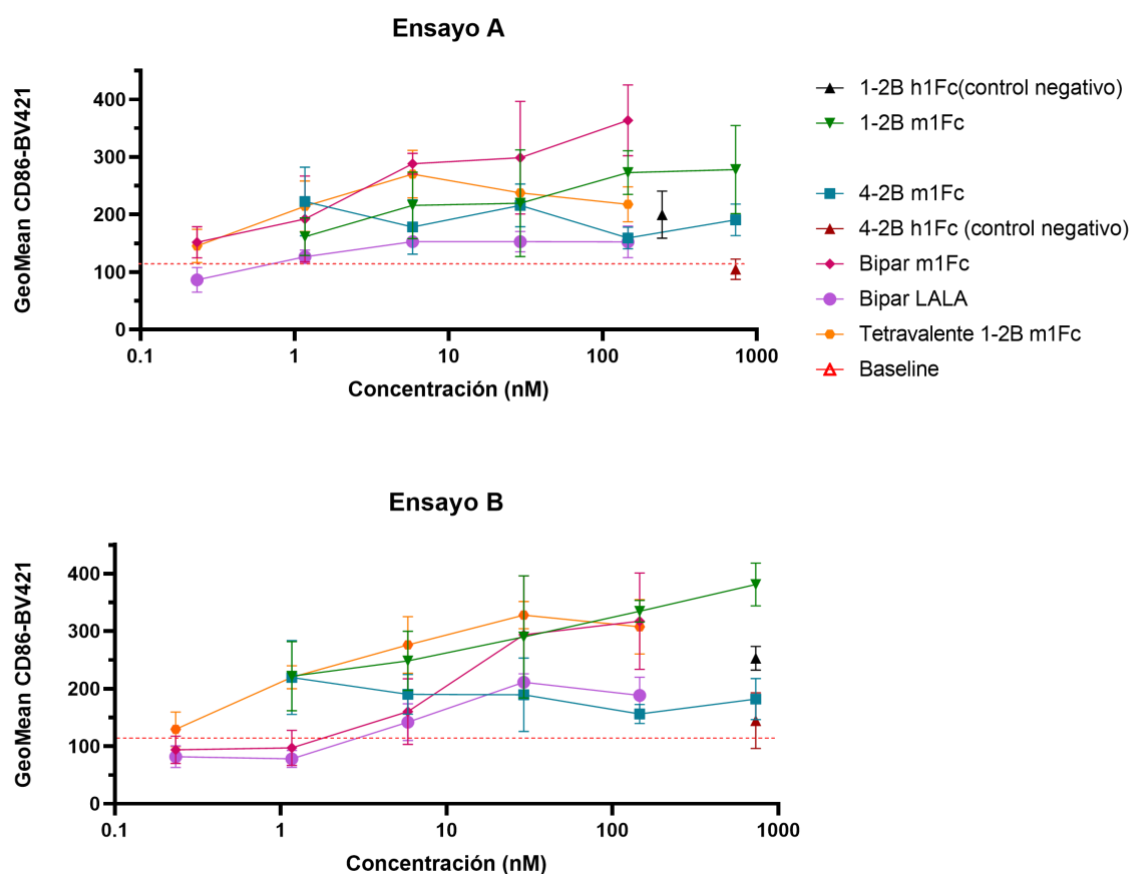 Ensayo A
GeoMean CD86-BV421
400
300
200
100
0
0.1 1 10 100 1000
Concentración (nM)
1-2B h1Fc(control negativo)
1-2B m1Fc
4-2B m1Fc
4-2B h1Fc (control negativo)
Bipar m1Fc
Bipar LALA
Tetravalente 1-2B m1Fc
Baseline
Ensayo B
GeoMean CD86-BV421
400
300
200
100
0
0.1 1 10 100 1000
Concentración (nM)